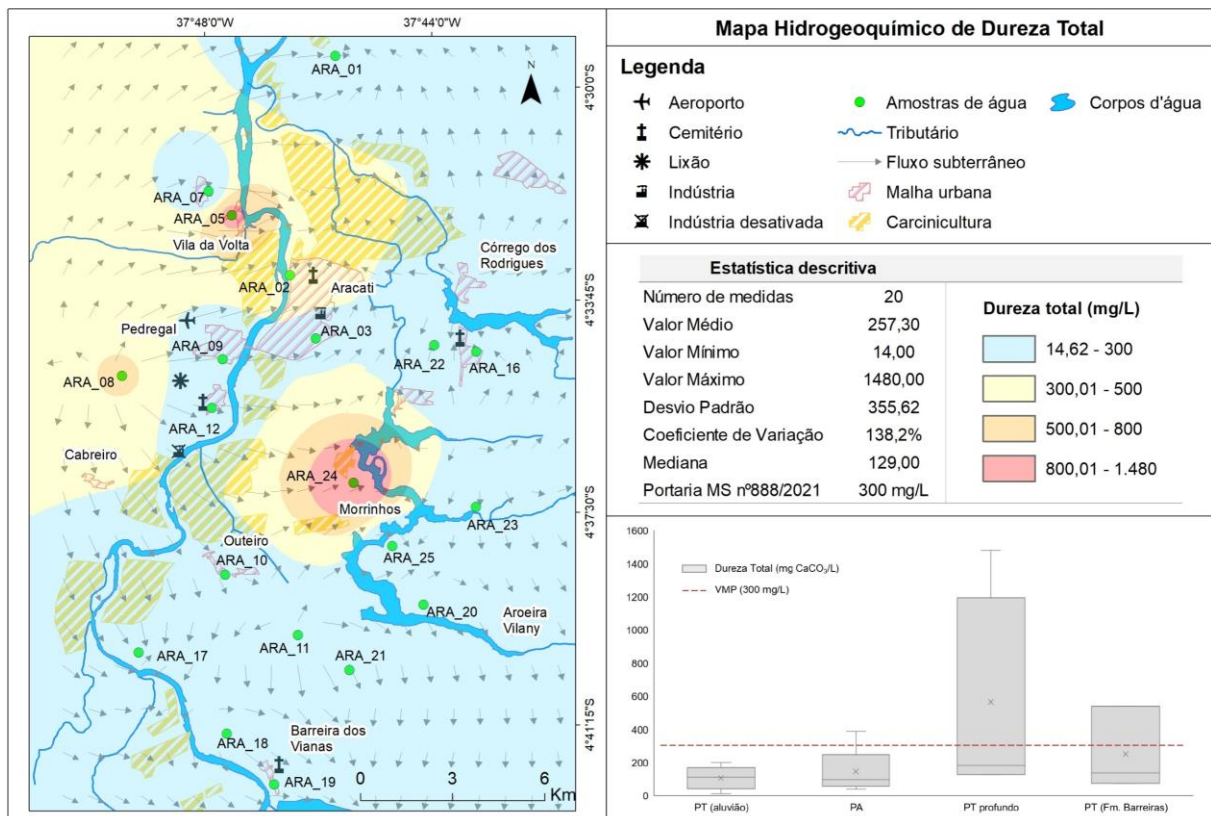 37°48'0"W
37°44'0"W
ARA_01
N
4°30'0"S
ARA_07
ARA_05
Vila da Volta
Córrego dos
Rodrigues
ARA_02
Aracati
4°33'45"S
Pedregal
ARA_03
ARA_09
ARA_22
ARA_16
ARA_08
ARA_12
Cabreiro
ARA_24
Morrinhos
4°37'30"S
ARA_23
Outeiro
ARA_10
ARA_25
ARA_20
Aroeira
Vilany
ARA_11
ARA_17
ARA_21
4°41'15"S
ARA_18
Barreira dos
Vianas
ARA_19
0 3 6
Km
Mapa Hidrogeoquímico de Dureza Total
Legenda
Aeroporto
Cemitério
Lixão
Indústria
Indústria desativada
Amostras de água
Tributário
Fluxo subterrâneo
Malha urbana
Carcinicultura
Corpos d'água
Estatística descritiva
Número de medidas 20
Valor Médio 257,30
Valor Mínimo 14,00
Valor Máximo 1480,00
Desvio Padrão 355,62
Coeficiente de Variação 138,2%
Mediana 129,00
Portaria MS nº888/2021 300 mg/L
Dureza total (mg/L)
14,62 - 300
300,01 - 500
500,01 - 800
800,01 - 1.480
1600
1400
1200
1000
800
600
400
200
0
Dureza Total (mg CaCO₃/L)
VMP (300 mg/L)
PT (aluvião) PA PT profundo PT (Fm. Barreiras)